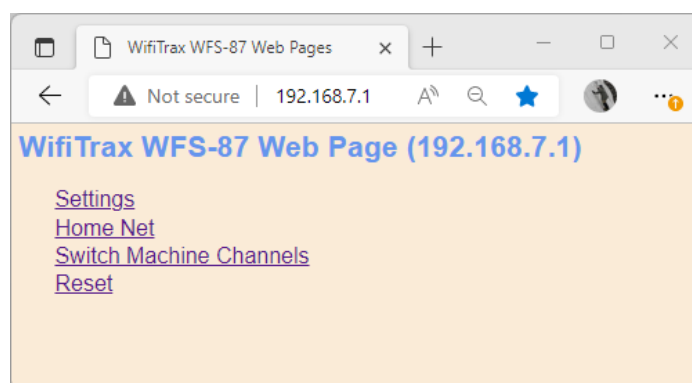 WifiTrax WFS-87 Web Pages
Not secure | 192.168.7.1
WifiTrax WFS-87 Web Page (192.168.7.1)
Settings
Home Net
Switch Machine Channels
Reset